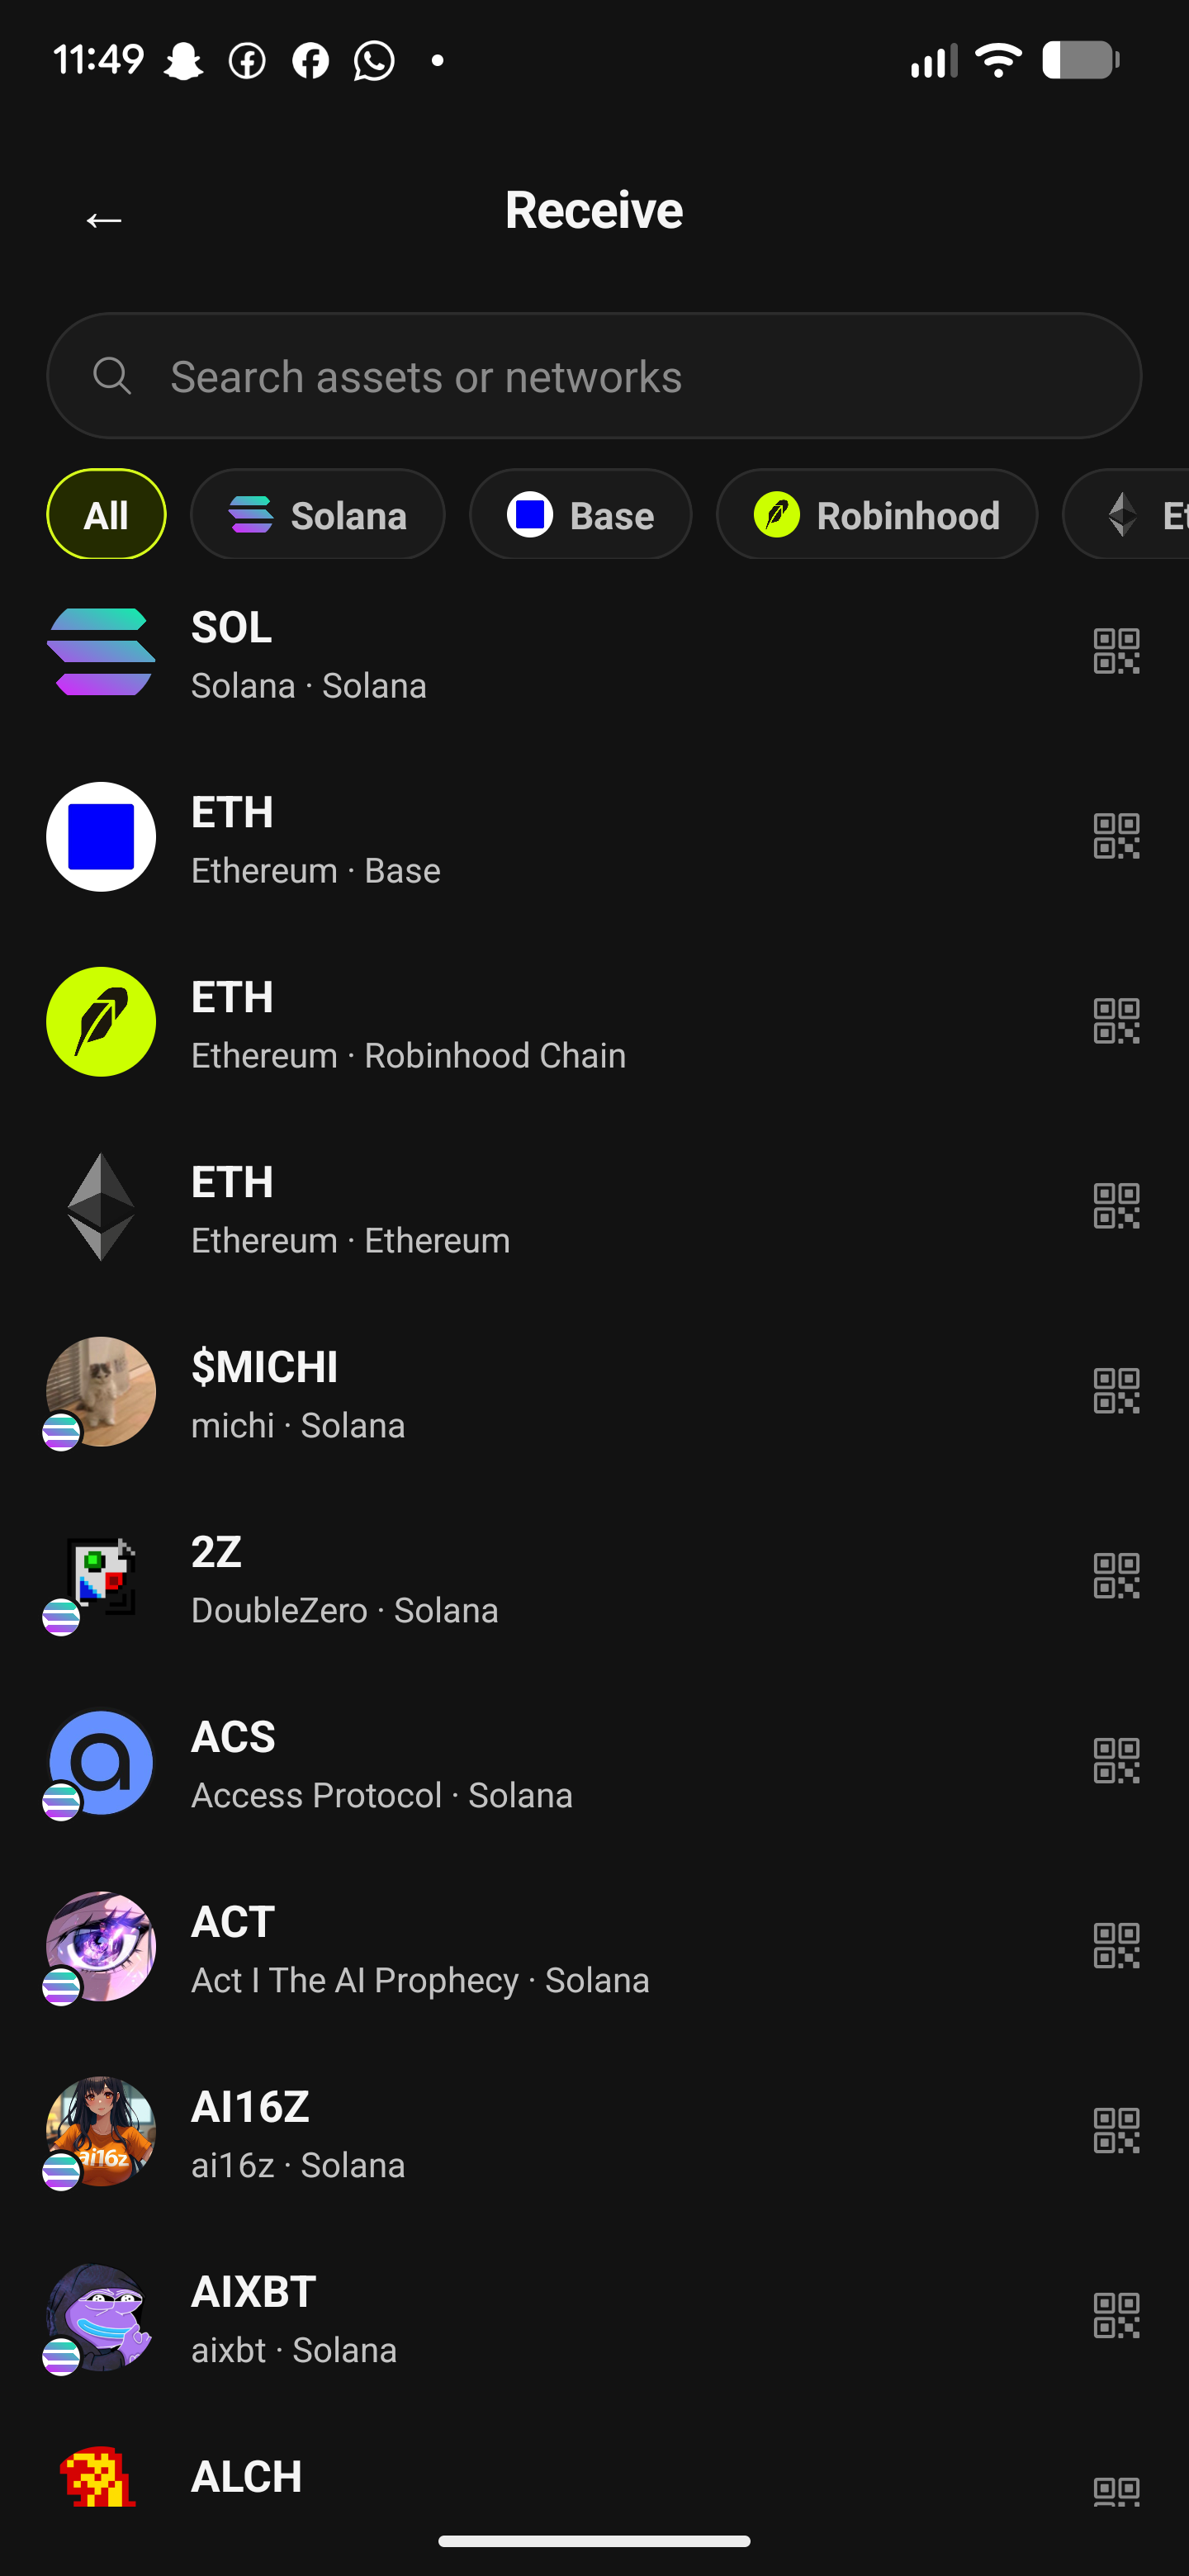 11:49
Receive
Search assets or networks
All
Solana
Base
Robinhood
SOL
Solana · Solana
ETH
Ethereum · Base
ETH
Ethereum · Robinhood Chain
ETH
Ethereum · Ethereum
$MICHI
michi · Solana
2Z
DoubleZero · Solana
ACS
Access Protocol · Solana
ACT
Act I The AI Prophecy · Solana
ai16z
AI16Z
ai16z · Solana
AIXBT
aixbt · Solana
ALCH